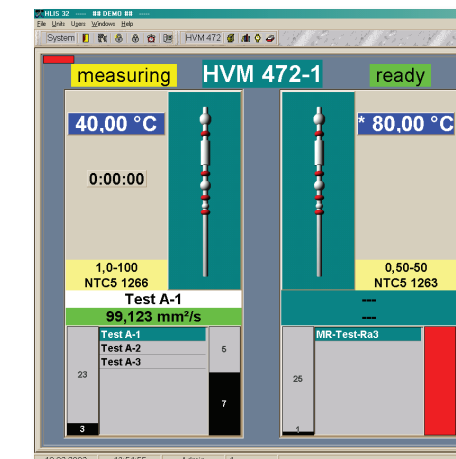 HLIS 32 --- ## DEMO ## ---
File Units Users Windows Help
System HVM 472
measuring HVM 472-1 ready
40,00 °C * 80,00 °C
0:00:00
1,0-100 0,50-50
NTC5 1266 NTC5 1263
Test A-1 ---
99,123 mm²/s ---
Test A-1 MR-Test-Ra3
Test A-2 5
Test A-3
23 25
7
3 1